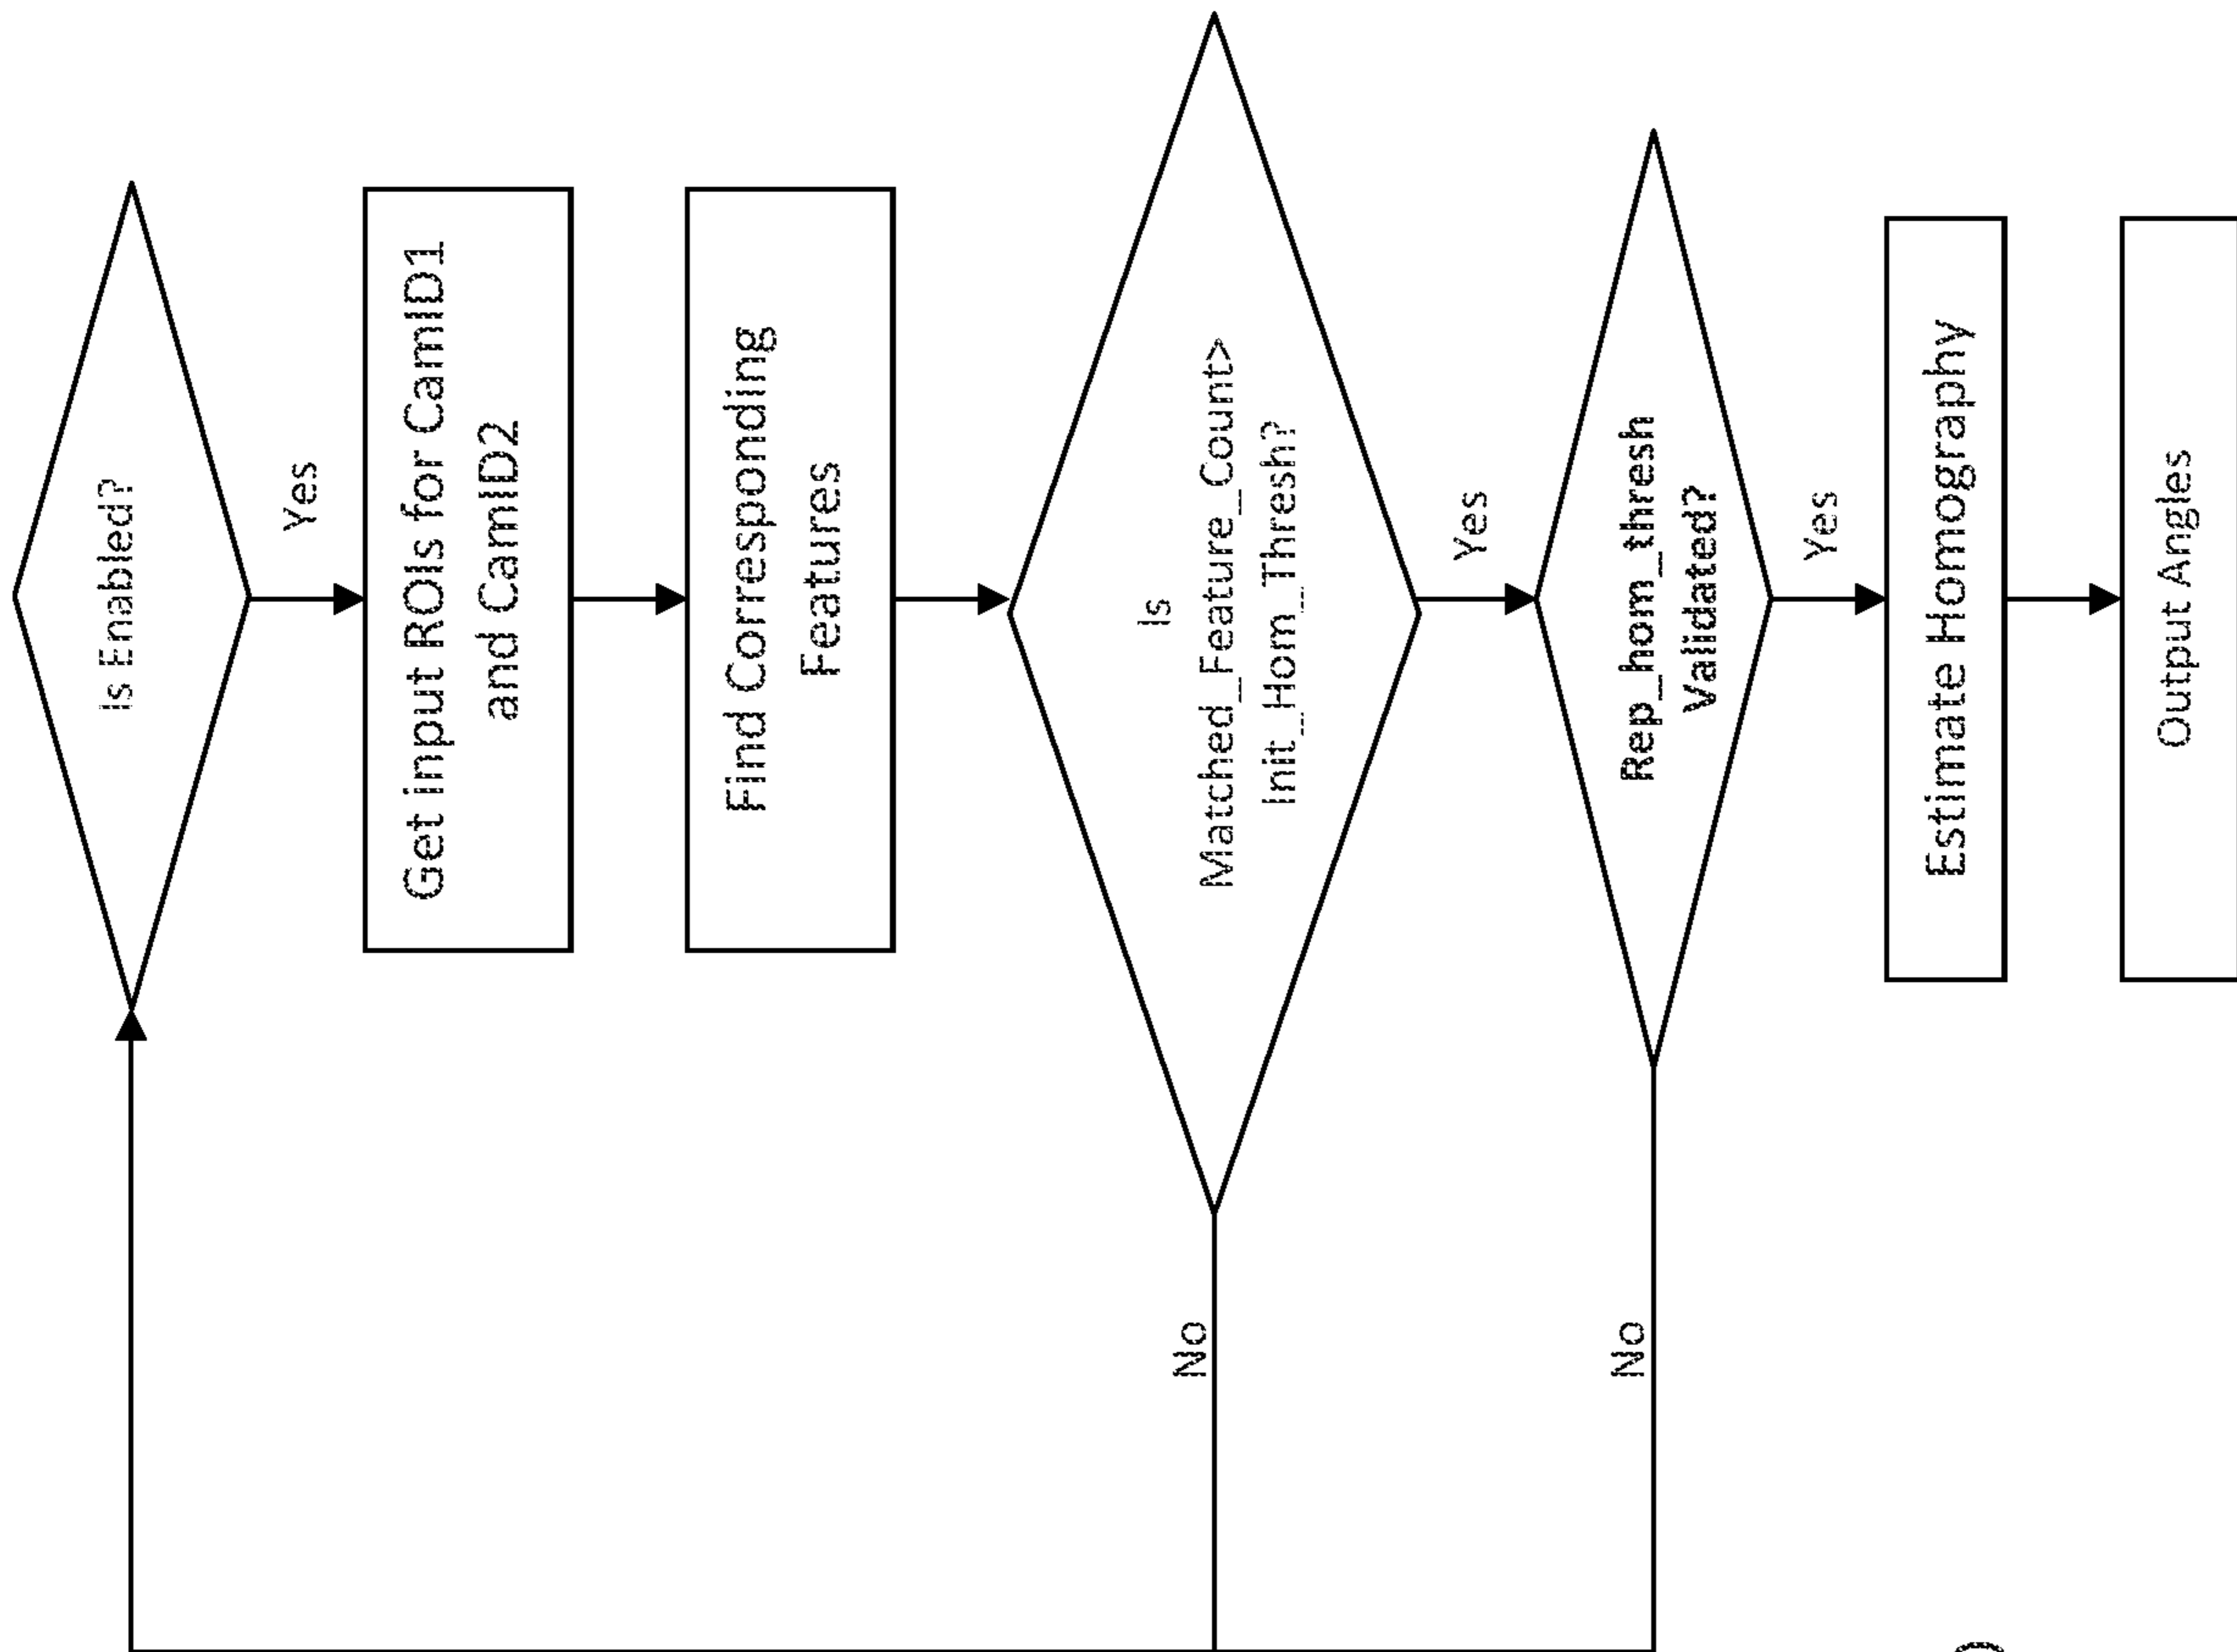 Is Enabled?
Yes
Get input ROIs for CamID1
and CamID2
Find Corresponding
Features
Is
Matched_Feature_Count>
Init_Hom_Thresh?
No
Yes
Rep_hom_thresh
Validated?
No
Yes
Estimate Homography
Output Angles